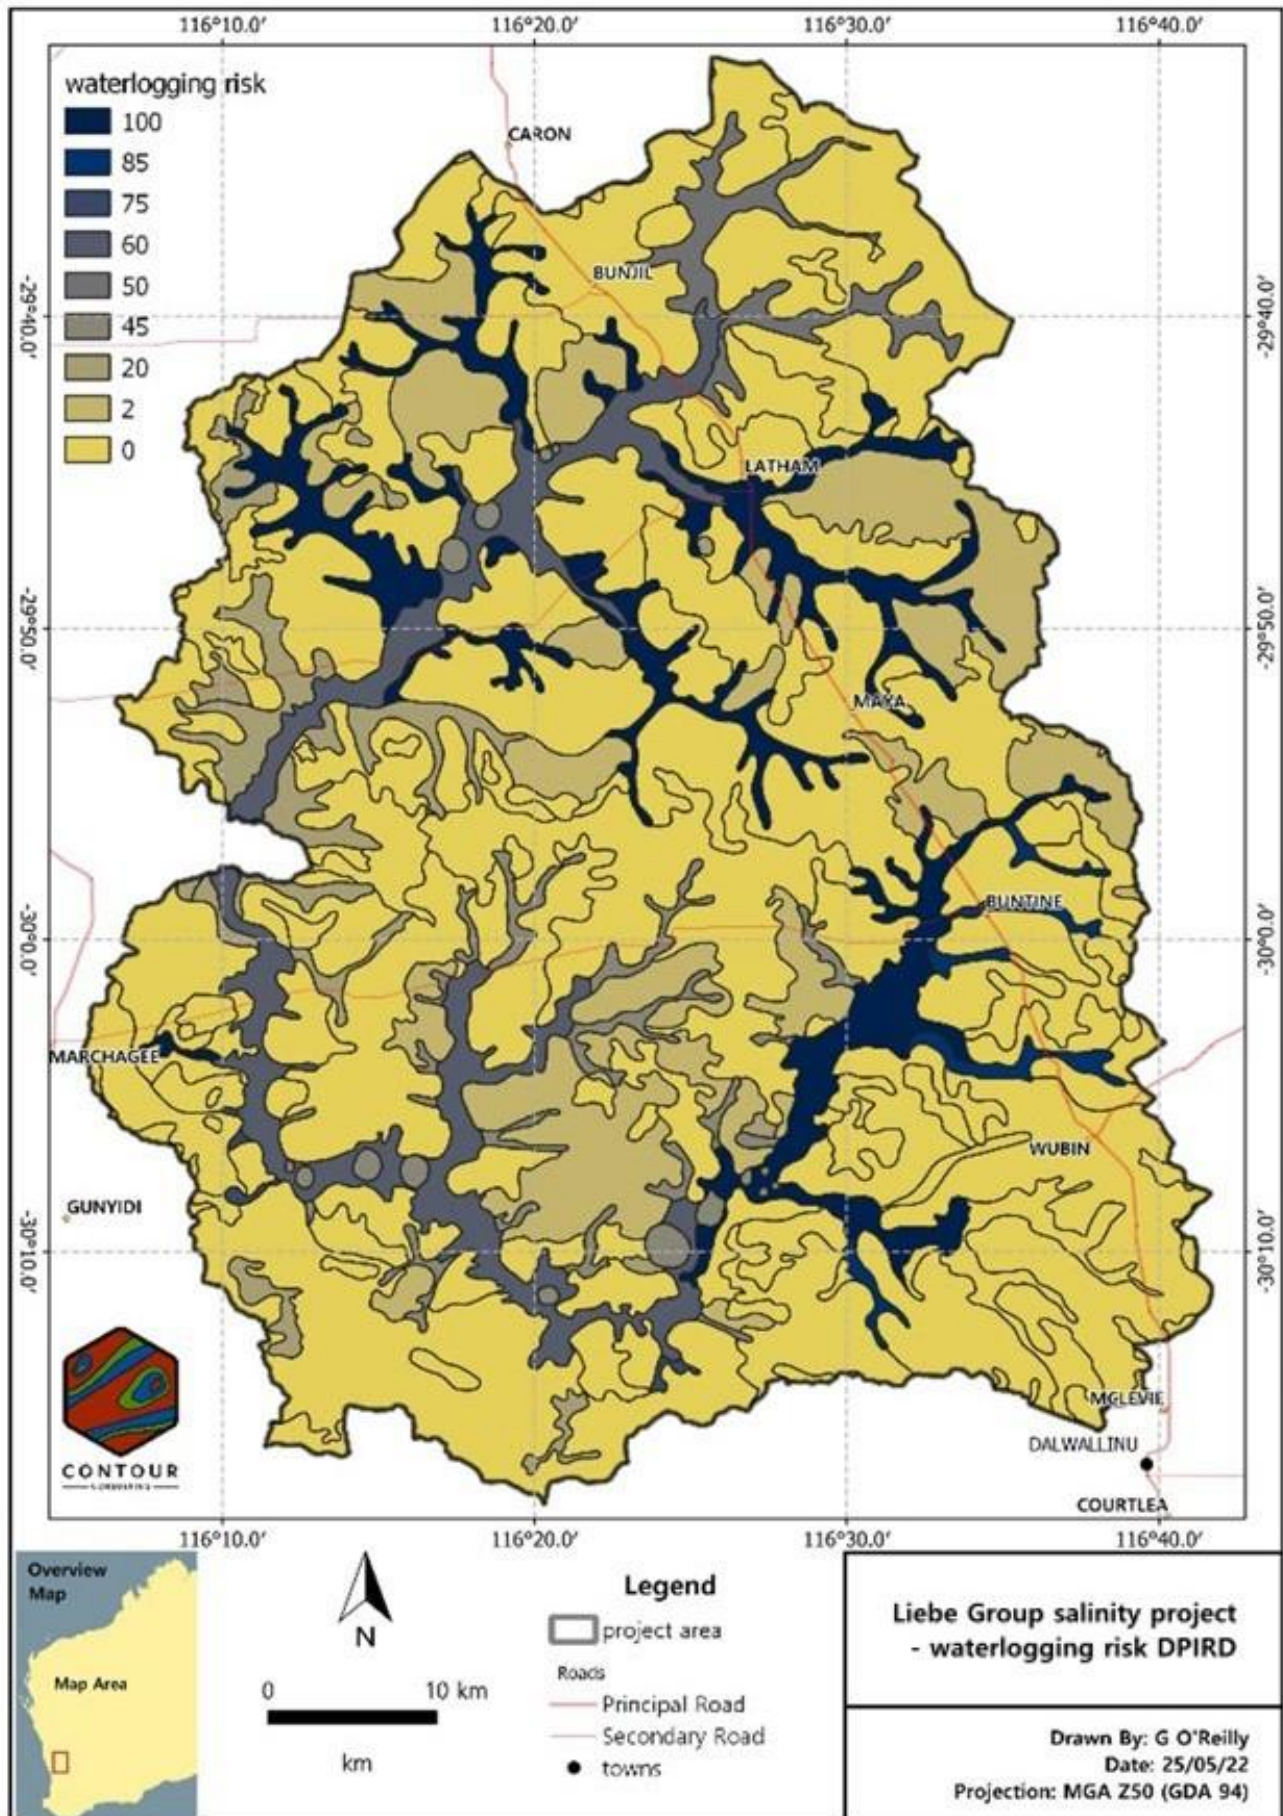 116°10.0' 116°20.0' 116°30.0' 116°40.0'
waterlogging risk
100
85
75
60
50
45
20
2
0
CARON
BUNJIL
-29°40.0'
-29°40.0'
LATHAM
-29°50.0'
-29°50.0'
MAYA
BUNTINE
-30°0.0'
-30°0.0'
MARCHAGEE
WUBIN
GUNYIDI
-30°10.0'
-30°10.0'
MCLEVIE
DALWALLINU
COURTLEA
CONTOUR
116°10.0' 116°20.0' 116°30.0' 116°40.0'
Overview
Map
Map Area
N
0 10 km
km
Legend
project area
Roads
Principal Road
Secondary Road
towns
Liebe Group salinity project
- waterlogging risk DPIRD
Drawn By: G O'Reilly
Date: 25/05/22
Projection: MGA Z50 (GDA 94)